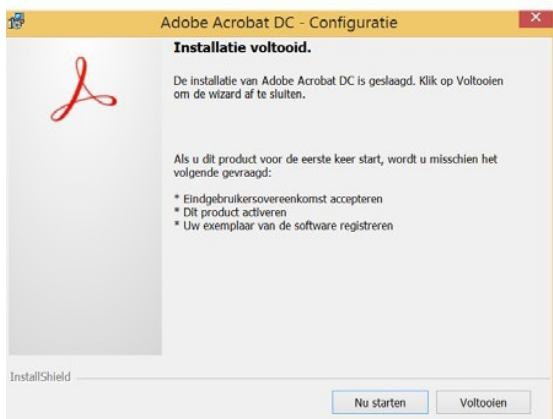 Adobe Acrobat DC - Configuratie
Installatie voltooid.
De installatie van Adobe Acrobat DC is geslaagd. Klik op Voltooien
om de wizard af te sluiten.
Als u dit product voor de eerste keer start, wordt u misschien het
volgende gevraagd:
* Eindgebruikersovereenkomst accepteren
* Dit product activeren
* Uw exemplaar van de software registreren
InstallShield
Nu starten
Voltooien